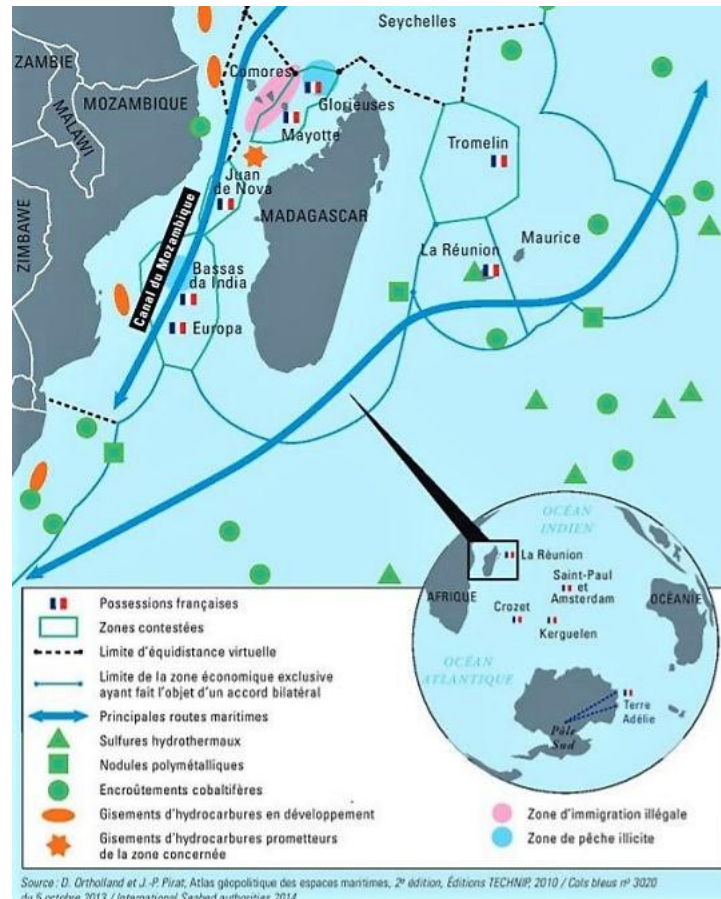 Seychelles
ZAMBIE
Comores
MOZAMBIQUE
Glorieuses
MALAWI
Mayotte
Tromelin
Juan
de Nova
MADAGASCAR
ZIMBAWE
Canal du Mozambique
La Réunion
Maurice
Bassas
da India
Europa
OCÉAN
INDIEN
La Réunion
AFRIQUE
Saint-Paul
et
Amsterdam
OCÉANIE
Crozet
Kerguelen
OCÉAN
ATLANTIQUE
Terre
Adélie
Pôle
Sud
Possessions françaises
Zones contestées
Limite d'équidistance virtuelle
Limite de la zone économique exclusive
ayant fait l'objet d'un accord bilatéral
Principales routes maritimes
Sulfures hydrothermaux
Nodules polymétalliques
Encroûtements cobaltifères
Gisements d'hydrocarbures en développement
Gisements d'hydrocarbures prometteurs
de la zone concernée
Zone d'immigration illégale
Zone de pêche illicite
Source : D. Ortholland et J.-P. Pirat, Atlas géopolitique des espaces maritimes, 2e édition, Éditions TECHNIP, 2010 / Cols bleus nº 3020
du 5 octobre 2013 / International Seabed authorities 2014